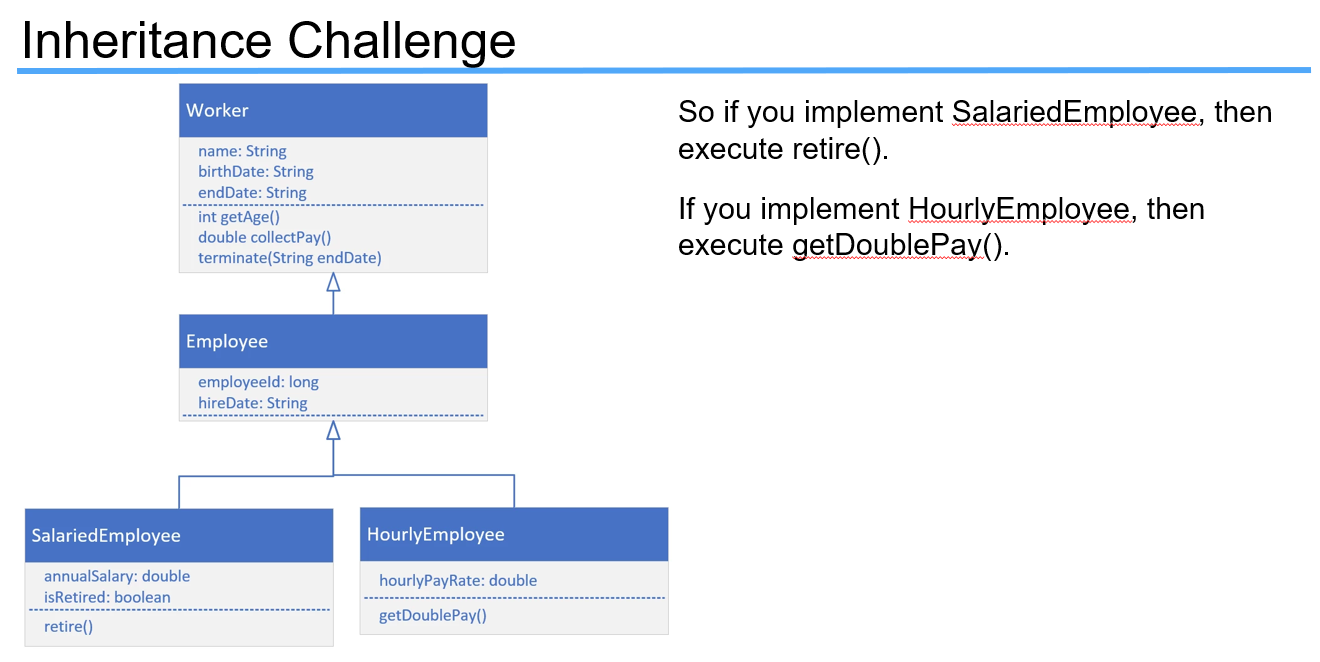 Inheritance Challenge
Worker
name: String
birthDate: String
endDate: String
int getAge()
double collectPay()
terminate(String endDate)
Employee
employeeId: long
hireDate: String
SalariedEmployee
annualSalary: double
isRetired: boolean
retire()
HourlyEmployee
hourlyPayRate: double
getDoublePay()
So if you implement SalariedEmployee, then
execute retire().
If you implement HourlyEmployee, then
execute getDoublePay().